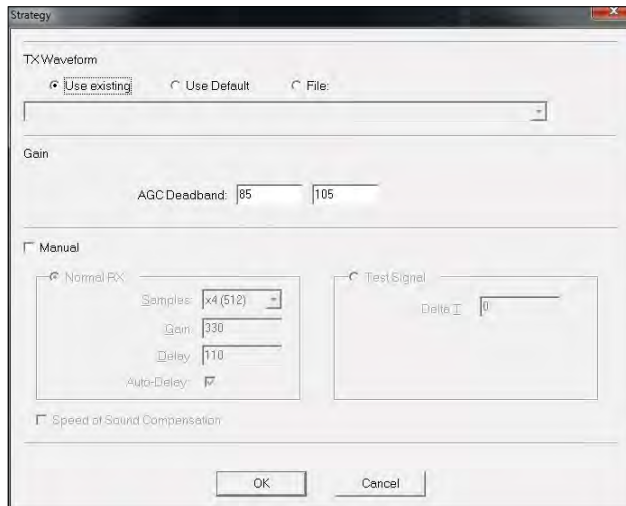 Strategy
TX Waveform
Use existing
Use Default
File:
Gain
AGC Deadband: 85 105
Manual
Normal RX
Samples: x4 (512)
Gain: 330
Delay: 110
Auto-Delay:
Test Signal
Delta T: 0
Speed of Sound Compensation
OK
Cancel